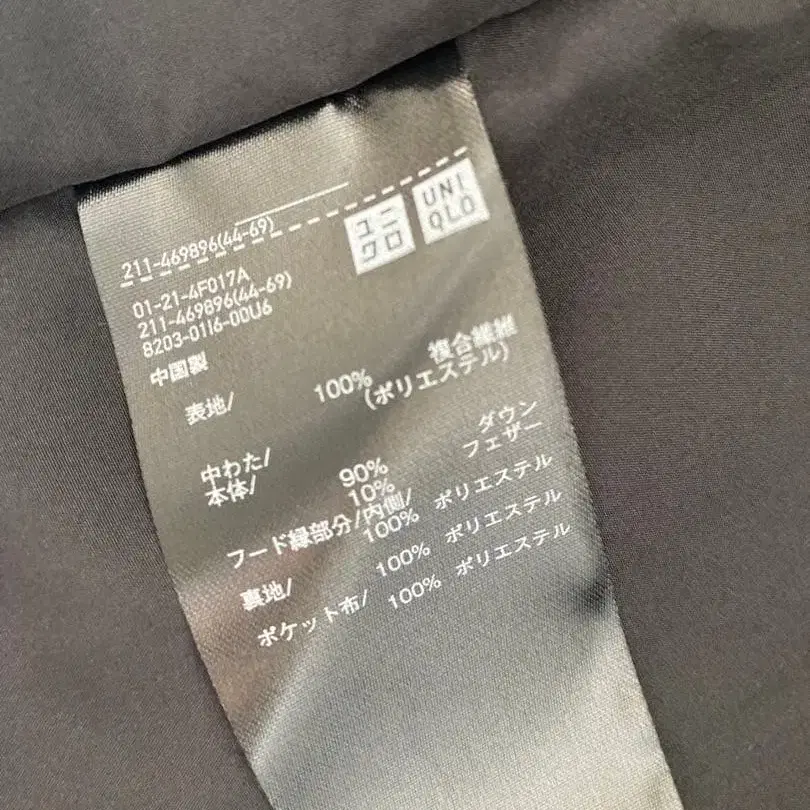 ユニクロ
UNIQLO
211-469896(44-69)
01-21-4F017A
211-469896(44-69)
8203-01I6-00U6
中国製
表地/ 100% 複合繊維
(ポリエステル)
中わた/
本体/ 90% ダウン
10% フェザー
フード縁部分/内側/
100% ポリエステル
裏地/ 100% ポリエステル
ポケット布/ 100% ポリエステル